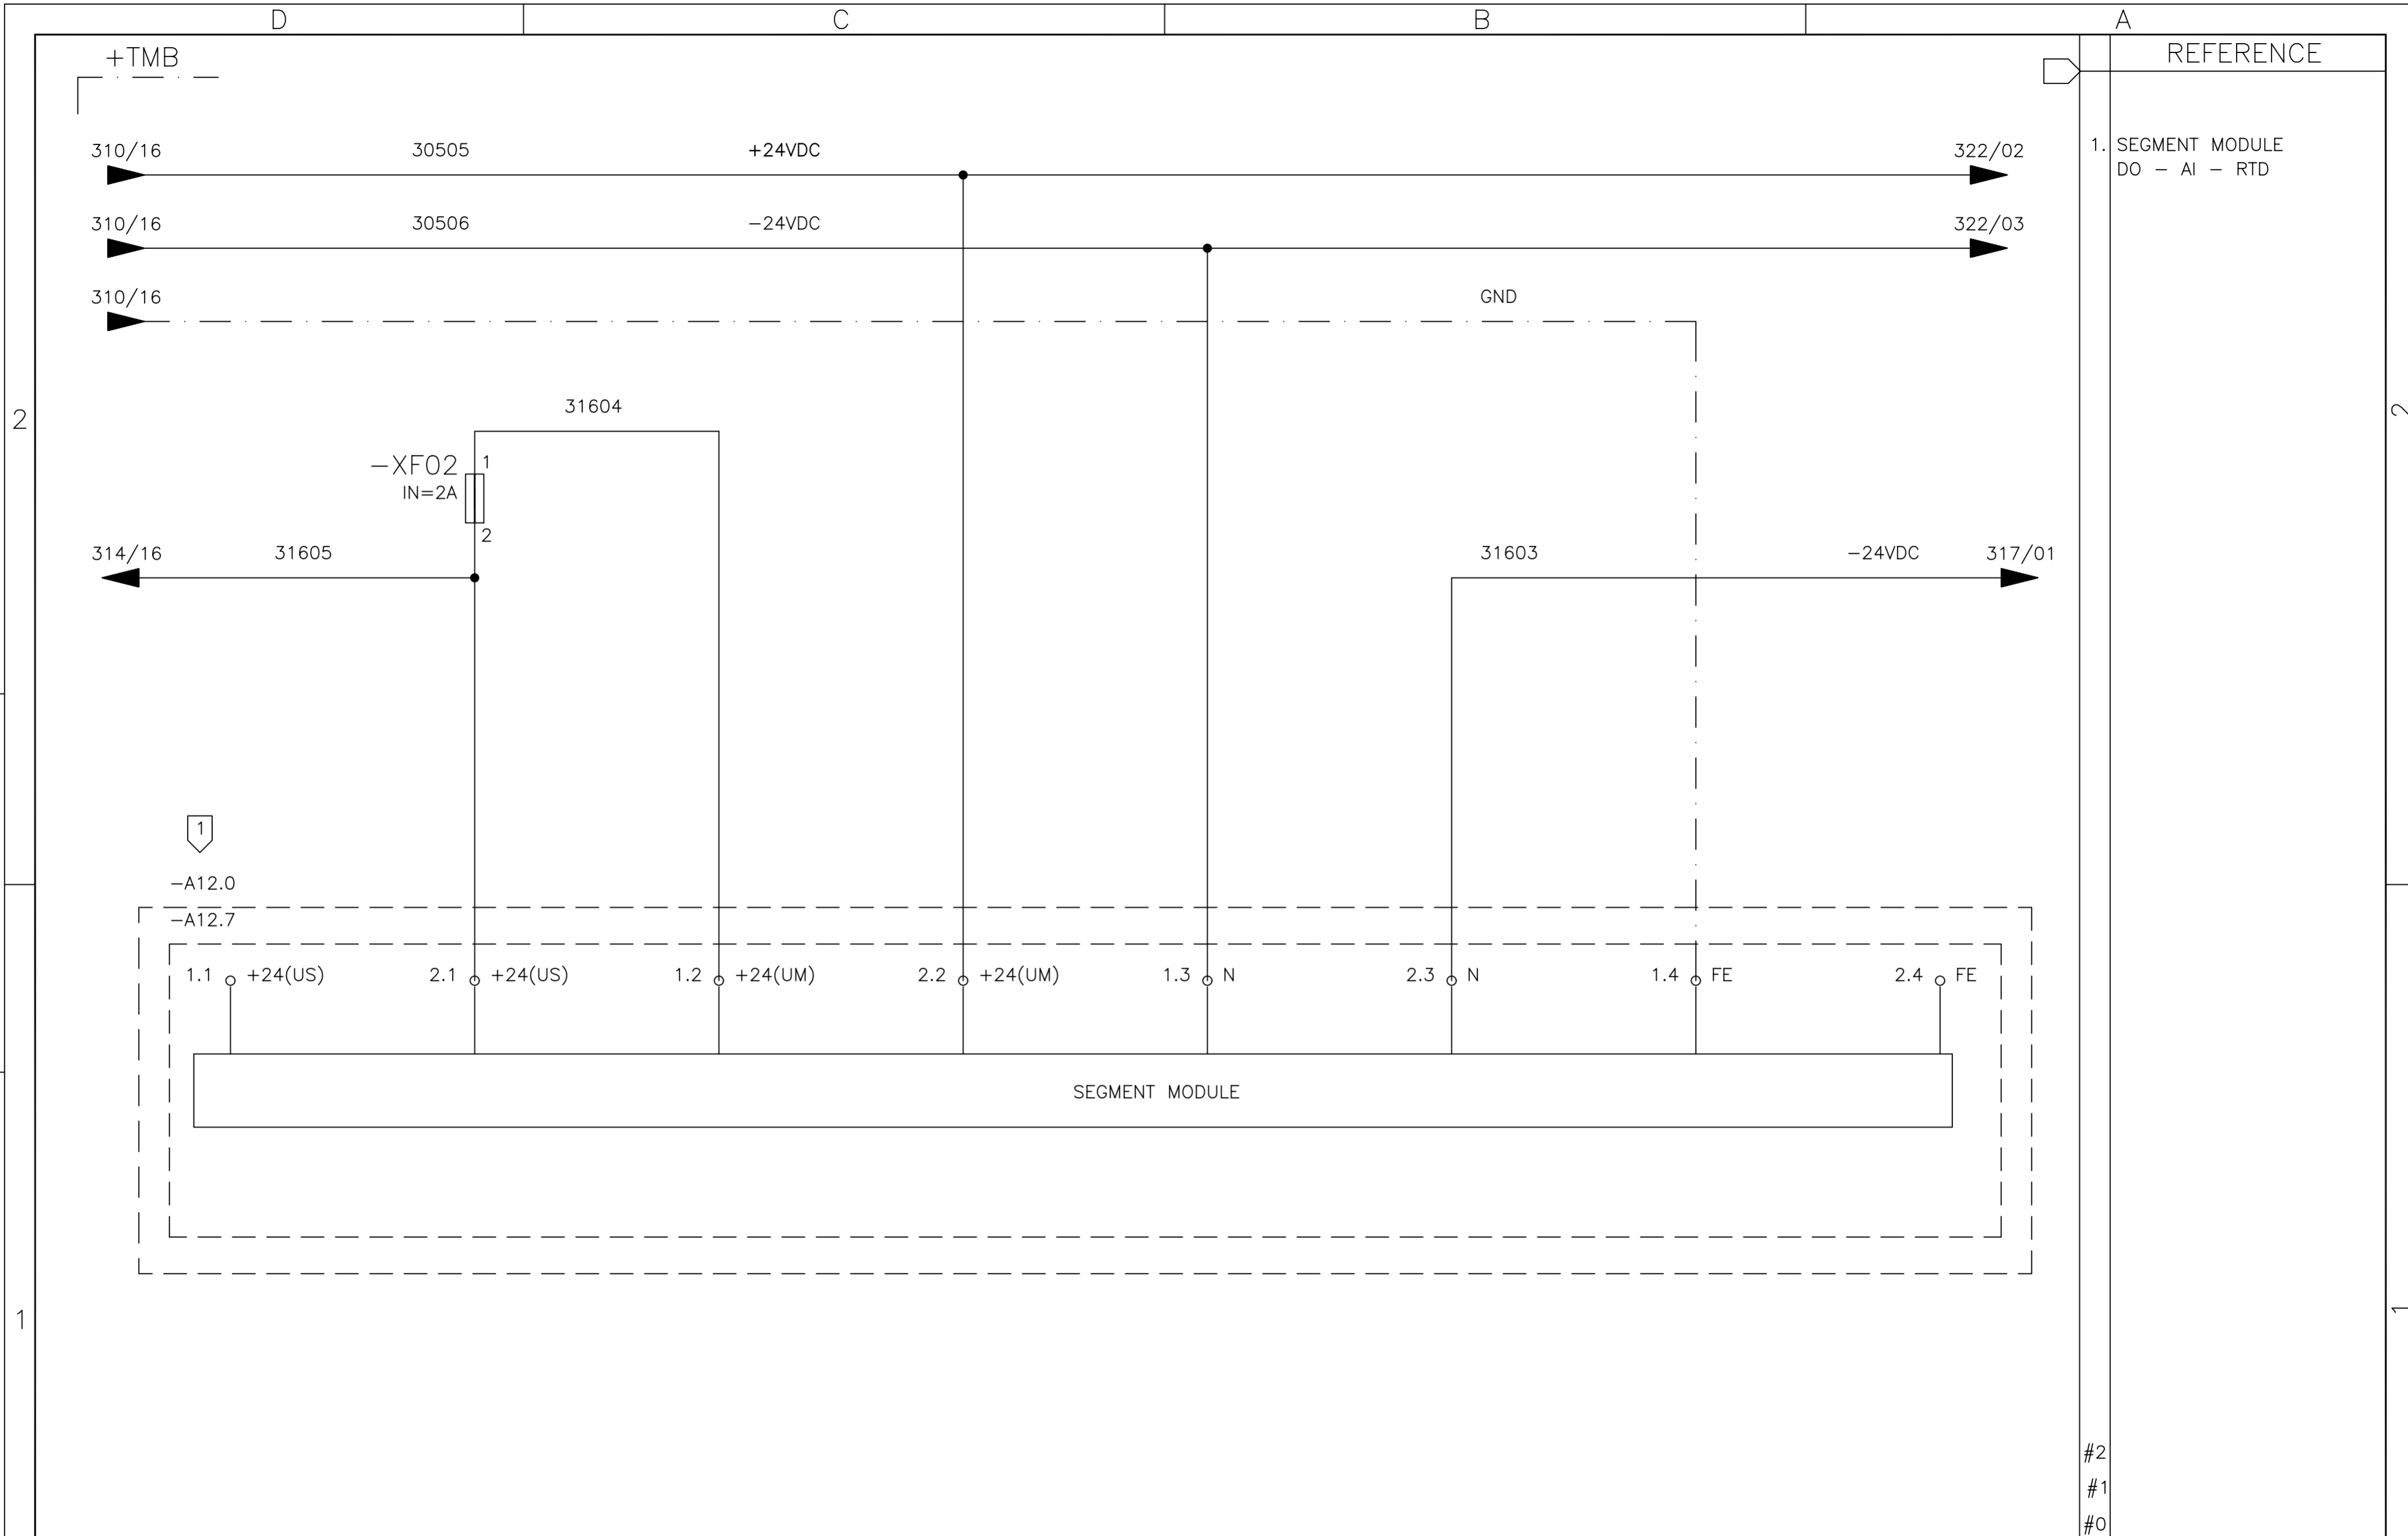 D C B A
+TMB
REFERENCE
310/16 30505 +24VDC 322/02
1. SEGMENT MODULE
DO – AI – RTD
310/16 30506 −24VDC 322/03
310/16 GND
2 31604 2
−XF02 1
IN=2A
2
314/16 31605 31603 −24VDC 317/01
1
−A12.0
−A12.7
1.1 +24(US) 2.1 +24(US) 1.2 +24(UM) 2.2 +24(UM) 1.3 N 2.3 N 1.4 FE 2.4 FE
SEGMENT MODULE
1 1
#2
#1
#0